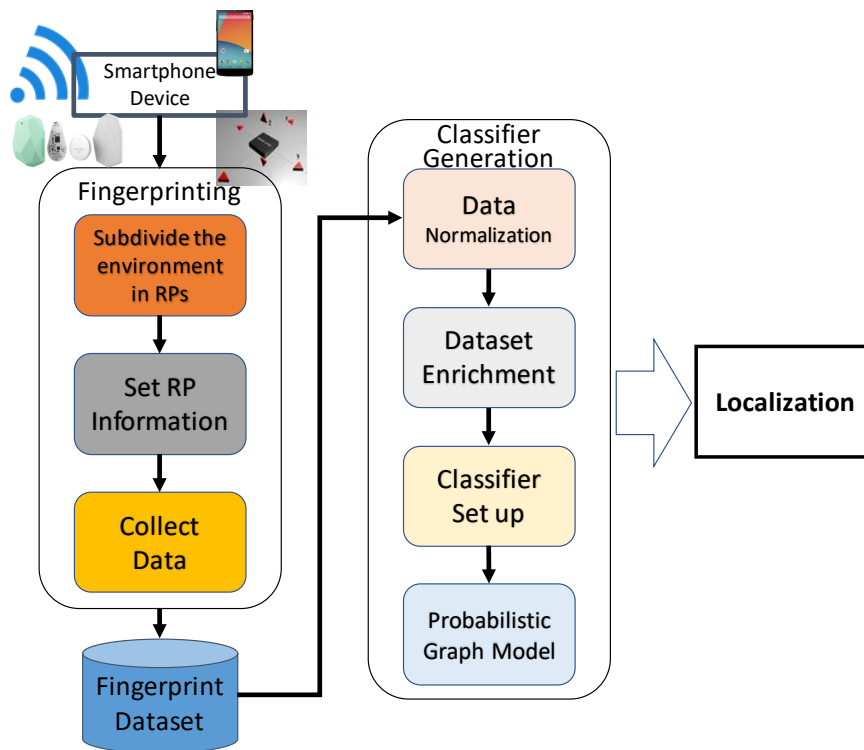 Smartphone
Device
Fingerprinting
Subdivide the
environment
in RPs
Set RP
Information
Collect
Data
Fingerprint
Dataset
Classifier
Generation
Data
Normalization
Dataset
Enrichment
Classifier
Set up
Probabilistic
Graph Model
Localization